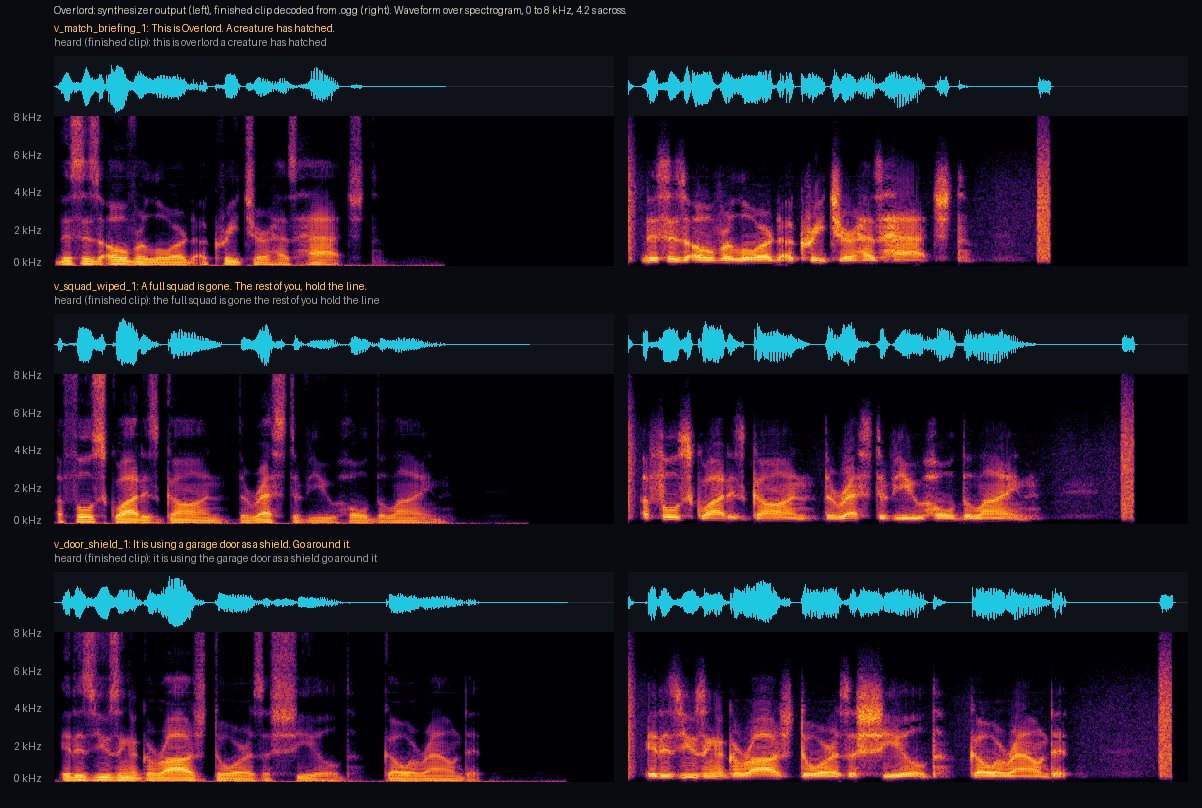 Overlord: synthesizer output (left), finished clip decoded from .ogg (right). Waveform over spectrogram, 0 to 8 kHz, 4.2 s across.
v_match_briefing_1: This is Overlord. A creature has hatched.
heard (finished clip): this is overlord a creature has hatched
8 kHz
6 kHz
4 kHz
2 kHz
0 kHz
v_squad_wiped_1: A full squad is gone. The rest of you, hold the line.
heard (finished clip): the full squad is gone the rest of you hold the line
8 kHz
6 kHz
4 kHz
2 kHz
0 kHz
v_door_shield_1: It is using a garage door as a shield. Go around it.
heard (finished clip): it is using the garage door as a shield go around it
8 kHz
6 kHz
4 kHz
2 kHz
0 kHz